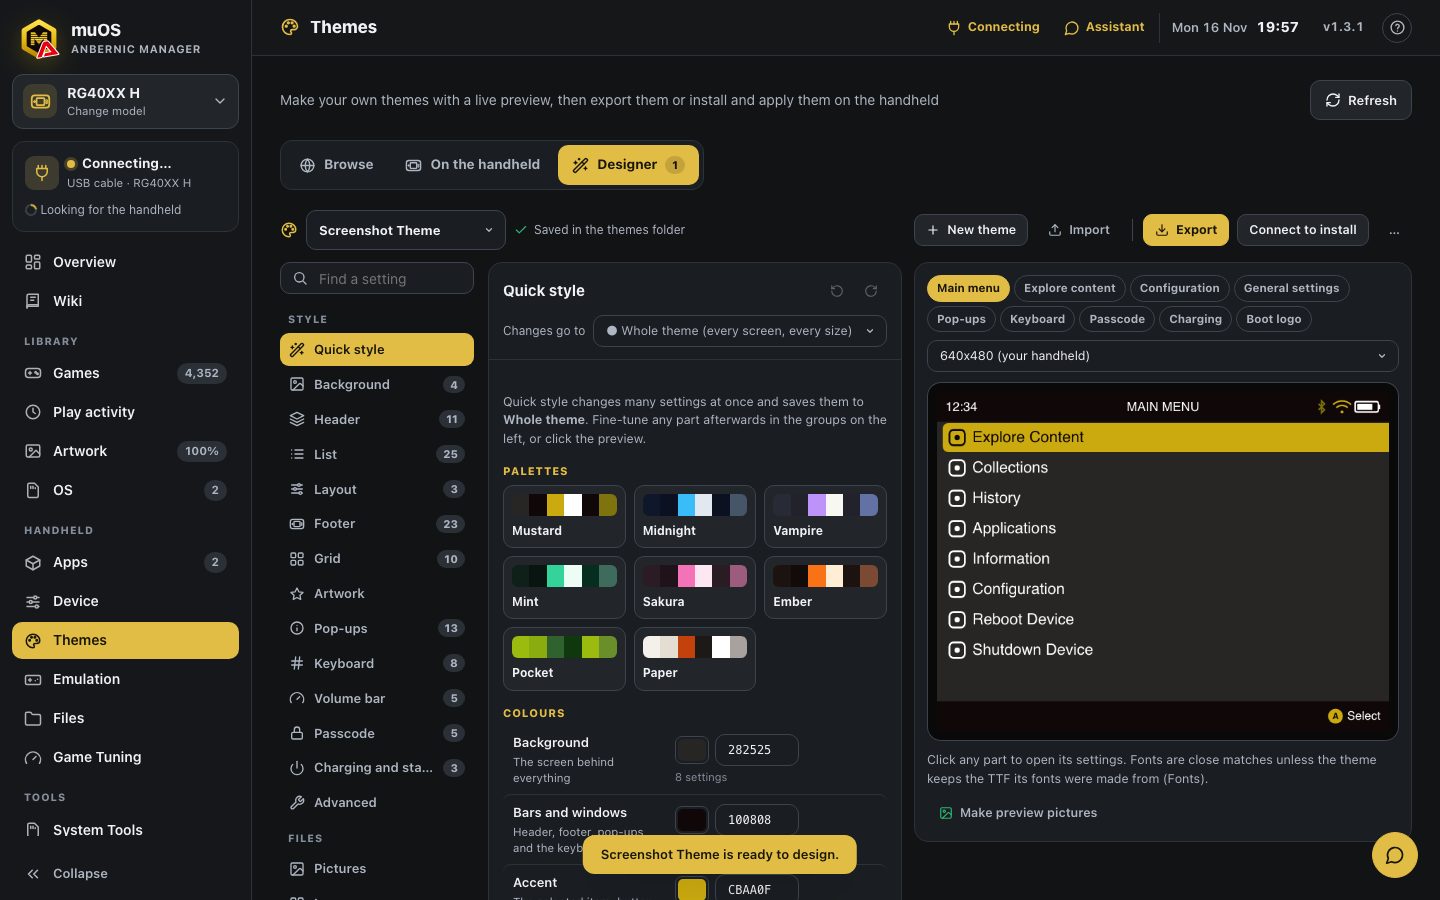 muOS
ANBERNIC MANAGER
RG40XX H
Change model
Connecting...
USB cable · RG40XX H
Looking for the handheld
Overview
Wiki
LIBRARY
Games 4,352
Play activity
Artwork 100%
OS 2
HANDHELD
Apps 2
Device
Themes
Emulation
Files
Game Tuning
TOOLS
System Tools
Collapse
Themes
Connecting
Assistant
Mon 16 Nov 19:57
v1.3.1
Make your own themes with a live preview, then export them or install and apply them on the handheld
Refresh
Browse
On the handheld
Designer 1
Screenshot Theme
Saved in the themes folder
New theme
Import
Export
Connect to install
...
Find a setting
STYLE
Quick style
Background 4
Header 11
List 25
Layout 3
Footer 23
Grid 10
Artwork
Pop-ups 13
Keyboard 8
Volume bar 5
Passcode 5
Charging and sta... 3
Advanced
FILES
Pictures
Quick style
Changes go to
Whole theme (every screen, every size)
Quick style changes many settings at once and saves them to
Whole theme. Fine-tune any part afterwards in the groups on the
left, or click the preview.
PALETTES
Mustard
Midnight
Vampire
Mint
Sakura
Ember
Pocket
Paper
COLOURS
Background
The screen behind
everything
282525
8 settings
Bars and windows
Header, footer, pop-ups
100808
Accent
CBAA0F
Screenshot Theme is ready to design.
Main menu
Explore content
Configuration
General settings
Pop-ups
Keyboard
Passcode
Charging
Boot logo
640x480 (your handheld)
12:34
MAIN MENU
Explore Content
Collections
History
Applications
Information
Configuration
Reboot Device
Shutdown Device
A Select
Click any part to open its settings. Fonts are close matches unless the theme
keeps the TTF its fonts were made from (Fonts).
Make preview pictures